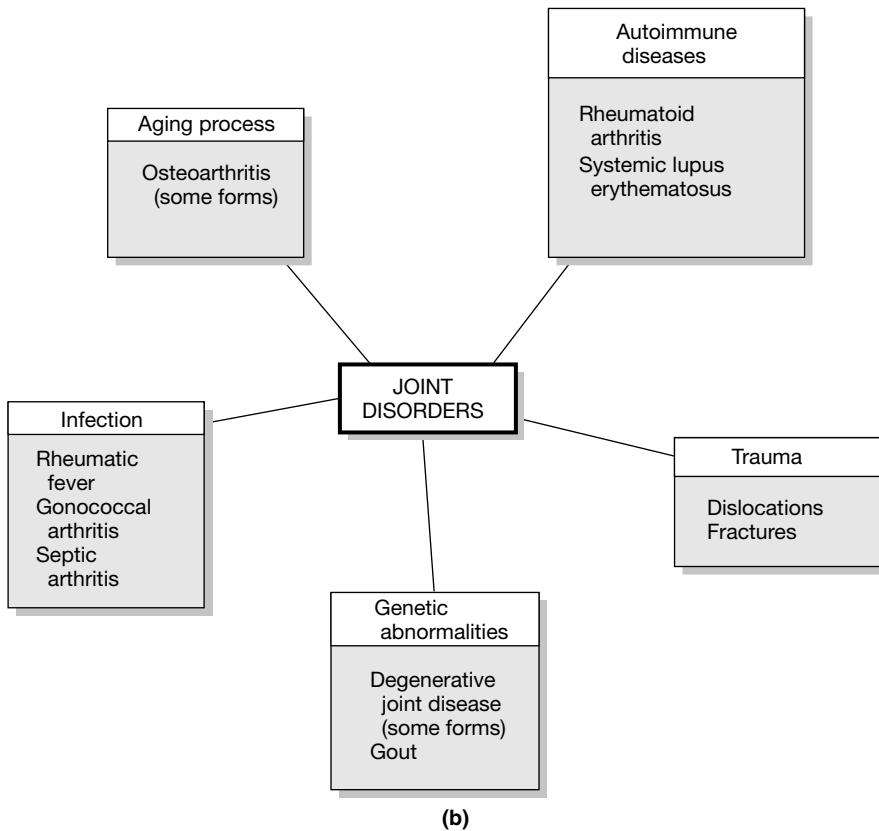 Autoimmune
diseases
Rheumatoid
arthritis
Systemic lupus
erythematosus
Aging process
Osteoarthritis
(some forms)
JOINT
DISORDERS
Infection
Rheumatic
fever
Gonococcal
arthritis
Septic
arthritis
Trauma
Dislocations
Fractures
Genetic
abnormalities
Degenerative
joint disease
(some forms)
Gout
(b)